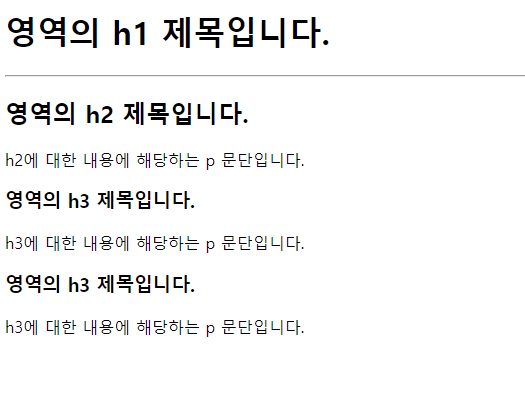 영역의 h1 제목입니다.
영역의 h2 제목입니다.
h2에 대한 내용에 해당하는 p 문단입니다.
영역의 h3 제목입니다.
h3에 대한 내용에 해당하는 p 문단입니다.
영역의 h3 제목입니다.
h3에 대한 내용에 해당하는 p 문단입니다.